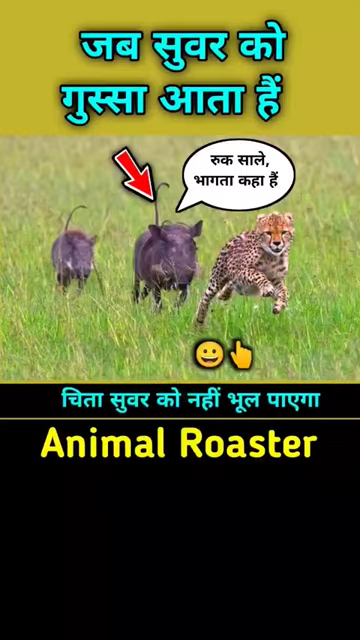 जब सुवर को
गुस्सा आता हैं
रुक साले,
भागता कहा हैं
चिता सुवर को नहीं भूल पाएगा
Animal Roaster